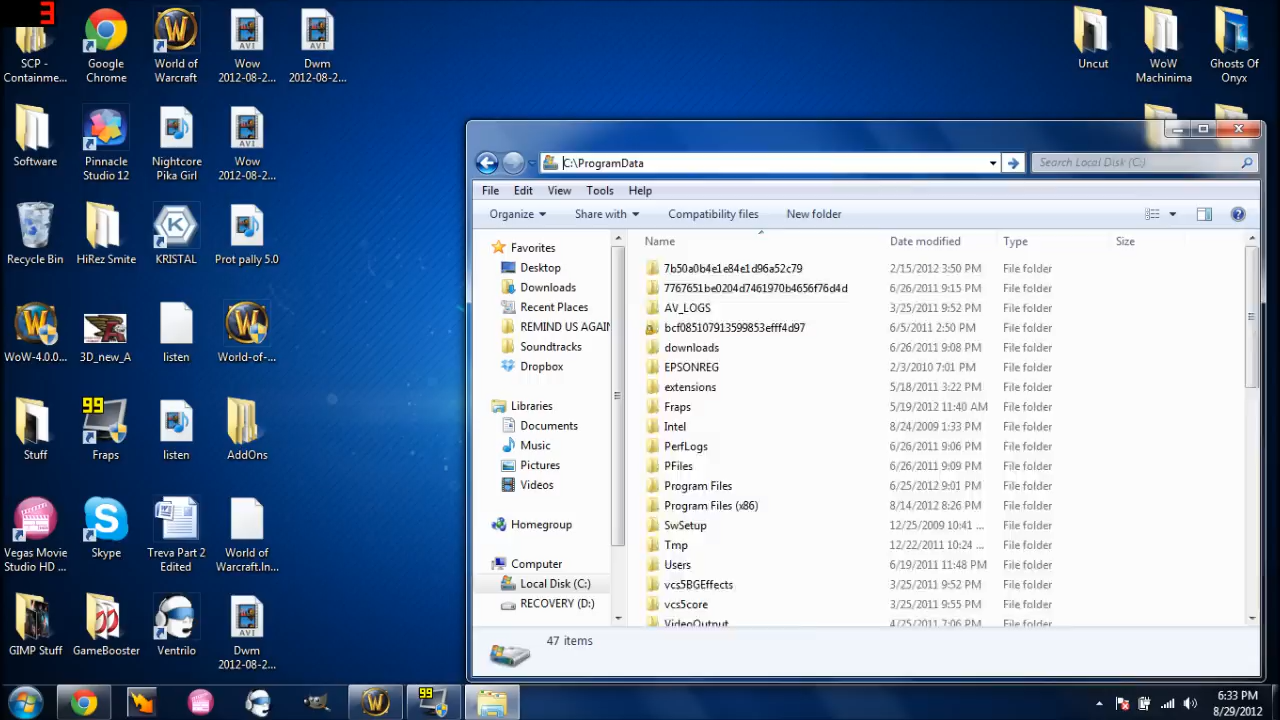 3
SCP -
Containme...
Google
Chrome
World of
Warcraft
Wow
2012-08-2...
Dwm
2012-08-2...
Uncut
WoW
Machinima
Ghosts Of
Onyx
Software
Pinnacle
Studio 12
Nightcore
Pika Girl
Wow
2012-08-2...
Recycle Bin
HiRez Smite
KRISTAL
Prot pally 5.0
WoW-4.0.0...
3D_new_A
listen
World-of-...
99
Stuff
Fraps
listen
AddOns
Vegas Movie
Studio HD ...
Skype
Treva Part 2
Edited
World of
Warcraft.In...
GIMP Stuff
GameBooster
Ventrilo
Dwm
2012-08-2...
C:\ProgramData
Search Local Disk (C:)
File Edit View Tools Help
Organize Share with Compatibility files New folder
Favorites
Desktop
Downloads
Recent Places
REMIND US AGAIN
Soundtracks
Dropbox
Libraries
Documents
Music
Pictures
Videos
Homegroup
Computer
Local Disk (C:)
RECOVERY (D:)
Name Date modified Type Size
7b50a0b4e1e84e1d96a52c79 2/15/2012 3:50 PM File folder
7767651be0204d7461970b4656f76d4d 6/26/2011 9:15 PM File folder
AV_LOGS 3/25/2011 9:52 PM File folder
bcf085107913599853efff4d97 6/5/2011 2:50 PM File folder
downloads 6/26/2011 9:08 PM File folder
EPSONREG 2/3/2010 7:01 PM File folder
extensions 5/18/2011 3:22 PM File folder
Fraps 5/19/2012 11:40 AM File folder
Intel 8/24/2009 1:33 PM File folder
PerfLogs 6/26/2011 9:06 PM File folder
PFiles 6/26/2011 9:09 PM File folder
Program Files 6/25/2012 9:01 PM File folder
Program Files (x86) 8/14/2012 8:26 PM File folder
SwSetup 12/25/2009 10:41 ... File folder
Tmp 12/22/2011 10:24 ... File folder
Users 6/19/2011 11:48 PM File folder
vcs5BGEffects 3/25/2011 9:52 PM File folder
vcs5core 3/25/2011 9:55 PM File folder
VideoOutput 4/25/2011 7:06 PM File folder
47 items
99
6:33 PM
8/29/2012